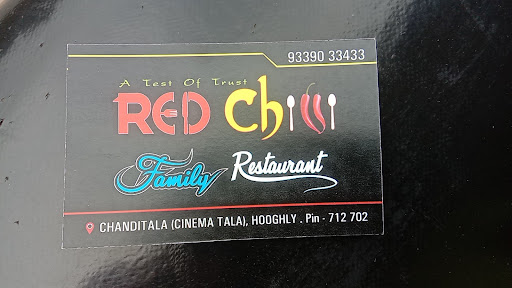 93390 33433
A Test Of Trust
RED Chilli
Family Restaurant
CHANDITALA (CINEMA TALA), HOOGHLY . Pin - 712 702